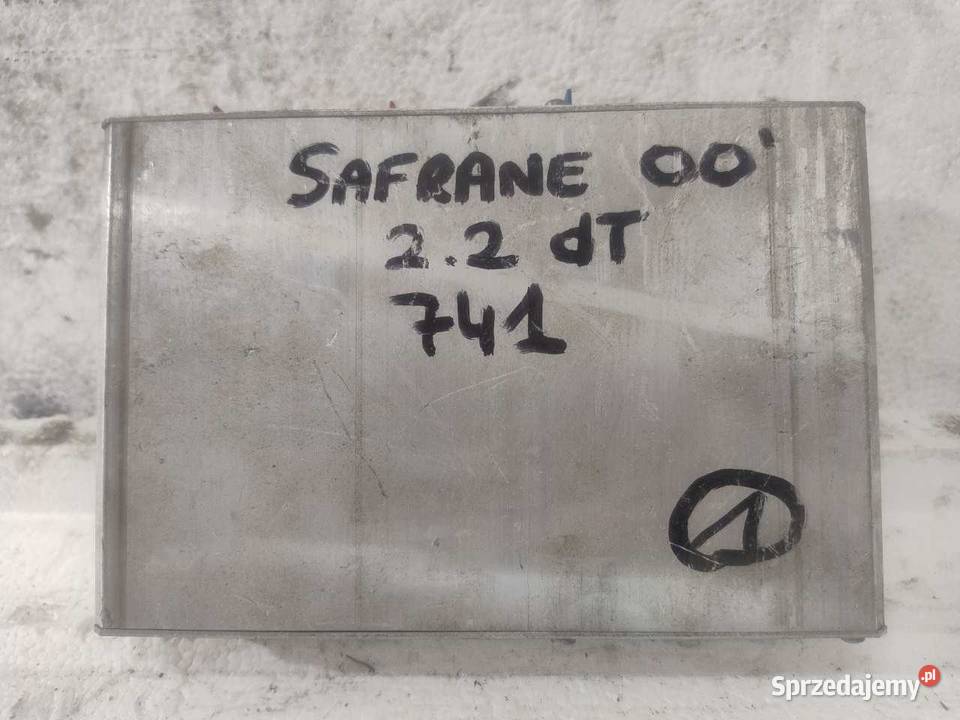 SAFRANE 00'
2.2 dT
741
1
Sprzedajemy.pl